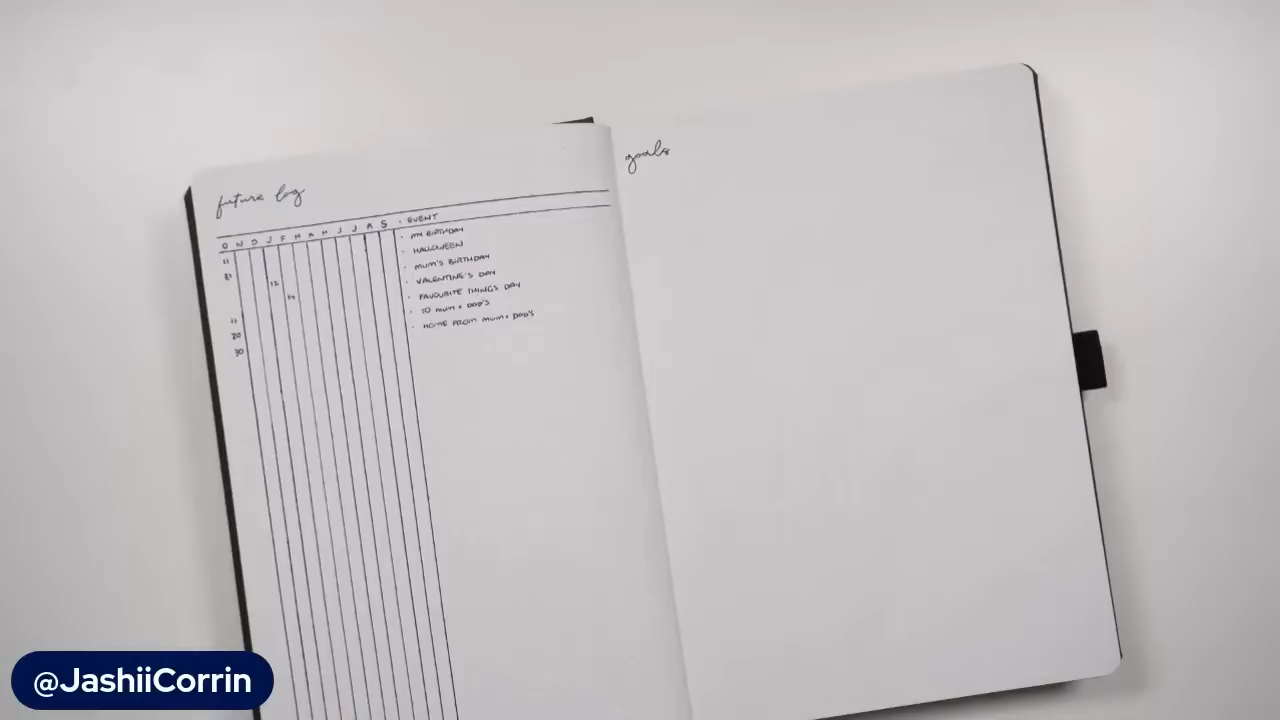 future log
goals
O N D J F M A M J J A S · EVENT
11 · MY BIRTHDAY
31 · HALLOWEEN
12 · MUM'S BIRTHDAY
14 · VALENTINE'S DAY
11 · FAVOURITE THINGS DAY
20 · TO MUM + DAD'S
30 · HOME FROM MUM + DAD'S
@JashiiCorrin